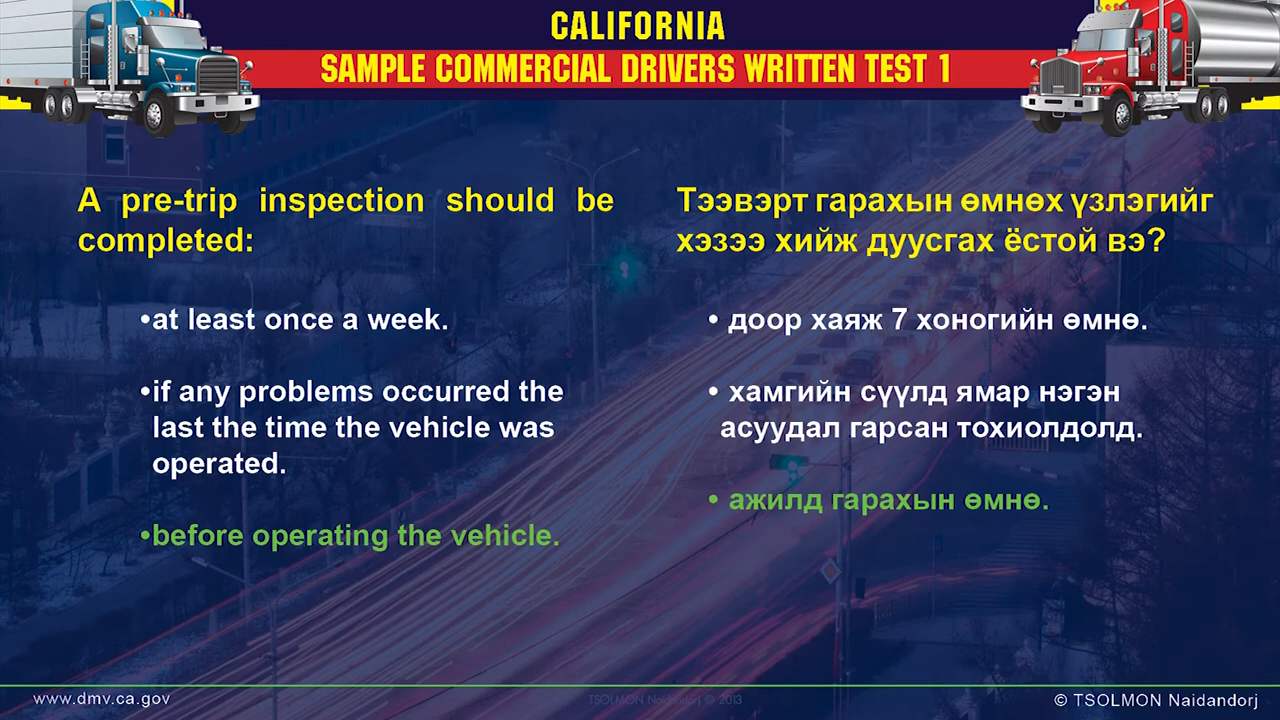 CALIFORNIA
SAMPLE COMMERCIAL DRIVERS WRITTEN TEST 1
A pre-trip inspection should be
completed:
•at least once a week.
•if any problems occurred the
last the time the vehicle was
operated.
•before operating the vehicle.
Тээвэрт гарахын өмнөх үзлэгийг
хэзээ хийж дуусгах ёстой вэ?
• доор хаяж 7 хоногийн өмнө.
• хамгийн сүүлд ямар нэгэн
асуудал гарсан тохиолдолд.
• ажилд гарахын өмнө.
www.dmv.ca.gov
TSOLMON Naidandorj © 2013
© TSOLMON Naidandorj